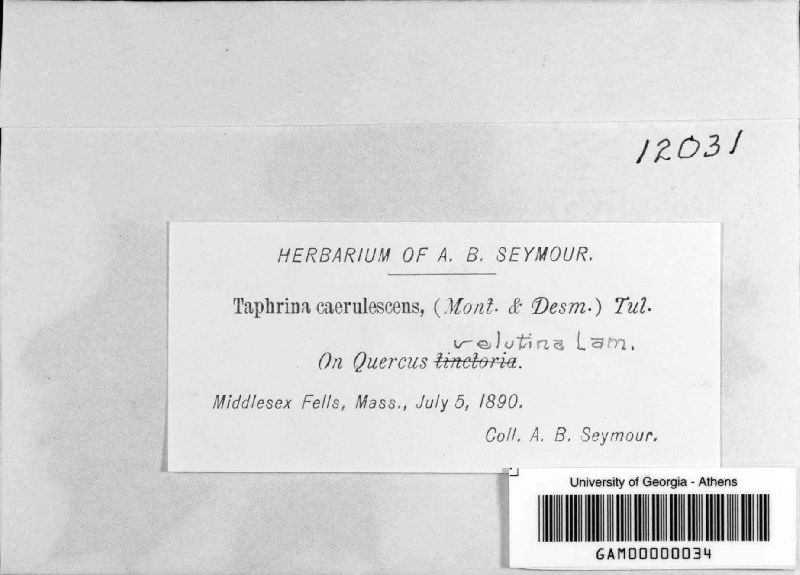 12031
HERBARIUM OF A. B. SEYMOUR.
Taphrina caerulescens, (Mont. & Desm.) Tul.
velutina Lam.
On Quercus tinctoria.
Middlesex Fells, Mass., July 5, 1890.
Coll. A. B. Seymour.
University of Georgia - Athens
GAM00000034